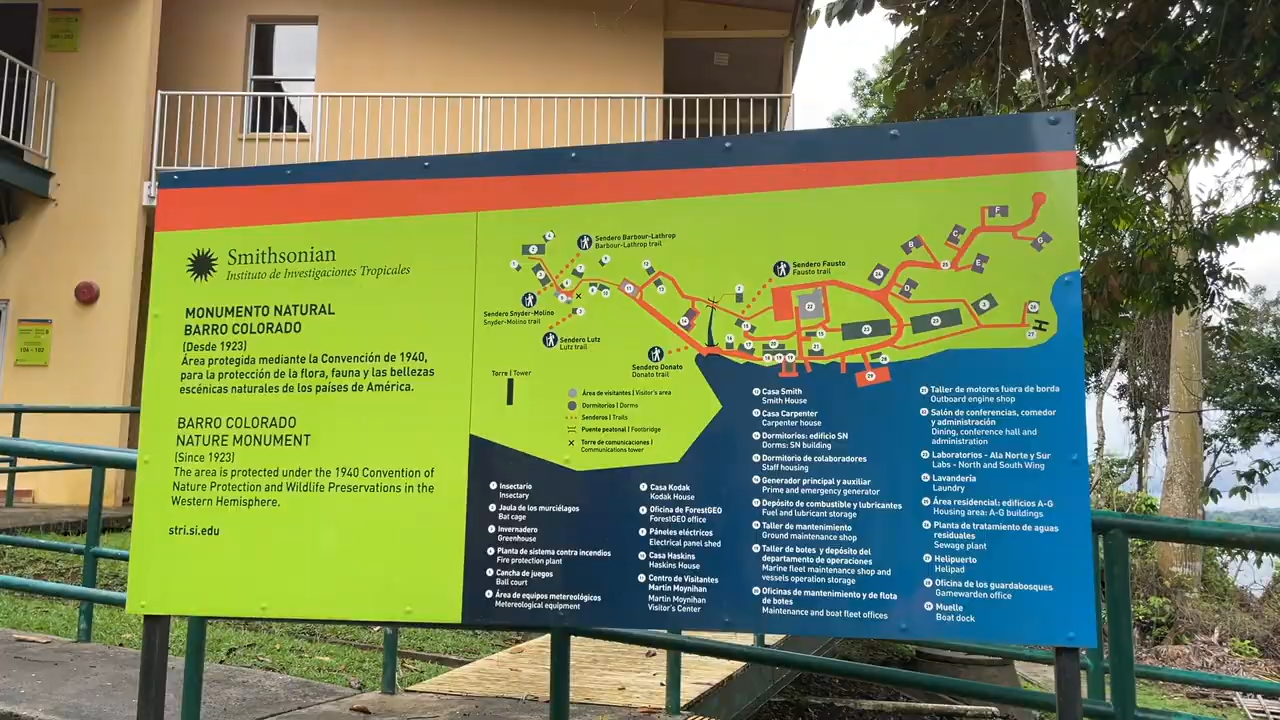 Smithsonian
Instituto de Investigaciones Tropicales
MONUMENTO NATURAL
BARRO COLORADO
(Desde 1923)
Área protegida mediante la Convención de 1940,
para la protección de la flora, fauna y las bellezas
escénicas naturales de los países de América.
BARRO COLORADO
NATURE MONUMENT
(Since 1923)
The area is protected under the 1940 Convention of
Nature Protection and Wildlife Preservations in the
Western Hemisphere.
stri.si.edu
Sendero Barbour-Lathrop
Barbour-Lathrop trail
Sendero Fausto
Fausto trail
Sendero Snyder-Molino
Snyder-Molino trail
Sendero Lutz
Lutz trail
Sendero Donato
Donato trail
A
B
C
D
E
F
G
Torre | Tower
Área de visitantes | Visitor's area
Dormitorios | Dorms
Senderos | Trails
Puente peatonal | Footbridge
Torre de comunicaciones |
Communications tower
Insectario
Insectary
Jaula de los murciélagos
Bat cage
Invernadero
Greenhouse
Planta de sistema contra incendios
Fire protection plant
Cancha de juegos
Ball court
Área de equipos metereológicos
Metereological equipment
Casa Kodak
Kodak House
Oficina de ForestGEO
ForestGEO office
Páneles eléctricos
Electrical panel shed
Casa Haskins
Haskins House
Centro de Visitantes
Martin Moynihan
Martin Moynihan
Visitor's Center
Casa Smith
Smith House
Casa Carpenter
Carpenter house
Dormitorios: edificio SN
Dorms: SN building
Dormitorio de colaboradores
Staff housing
Generador principal y auxiliar
Prime and emergency generator
Depósito de combustible y lubricantes
Fuel and lubricant storage
Taller de mantenimiento
Ground maintenance shop
Taller de botes y depósito del
departamento de operaciones
Marine fleet maintenance shop and
vessels operation storage
Oficinas de mantenimiento y de flota
de botes
Maintenance and boat fleet offices
Taller de motores fuera de borda
Outboard engine shop
Salón de conferencias, comedor
y administración
Dining, conference hall and
administration
Laboratorios - Ala Norte y Sur
Labs - North and South Wing
Lavandería
Laundry
Área residencial: edificios A-G
Housing area: A-G buildings
Planta de tratamiento de aguas
residuales
Sewage plant
Helipuerto
Helipad
Oficina de los guardabosques
Gamewarden office
Muelle
Boat dock